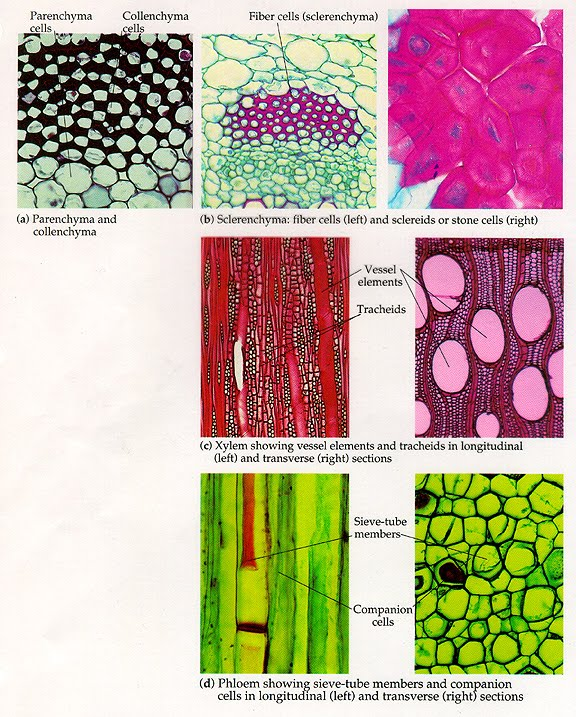 Parenchyma
cells
Collenchyma
cells
Fiber cells (sclerenchyma)
(a) Parenchyma and
collenchyma
(b) Sclerenchyma: fiber cells (left) and sclereids or stone cells (right)
Vessel
elements
Tracheids
(c) Xylem showing vessel elements and tracheids in longitudinal
(left) and transverse (right) sections
Sieve-tube
members
Companion
cells
(d) Phloem showing sieve-tube members and companion
cells in longitudinal (left) and transverse (right) sections